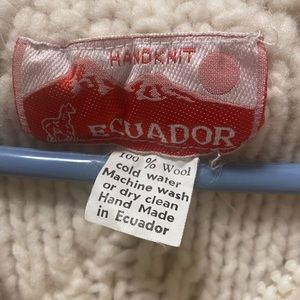 HANDKNIT
ECUADOR
100 % Wool
cold water
Machine wash
or dry clean
Hand Made
in Ecuador